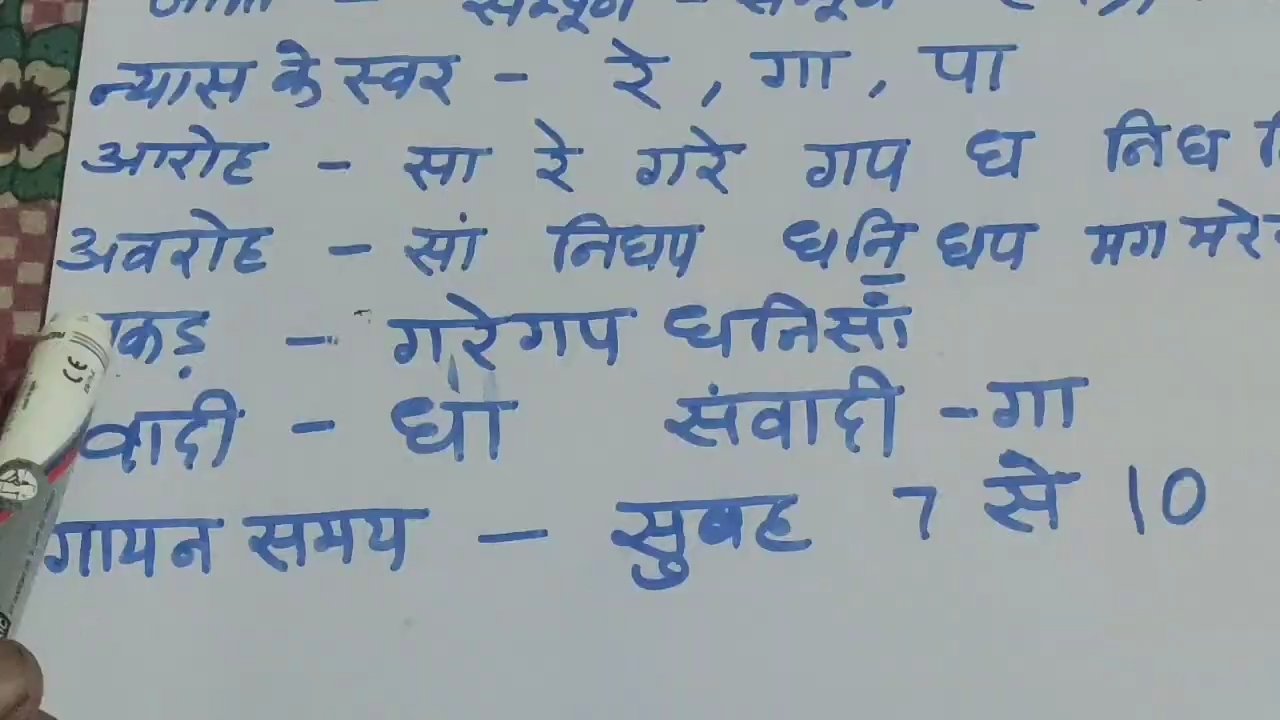 न्यास के स्वर - रे , गा , पा
आरोह - सा रे गरे गप ध निध
अवरोह - सां निधप धनि॒ धप मग मरे
पकड़ - गरेगप धनिसां
वादी - धा संवादी - गा
गायन समय - सुबह 7 से 10